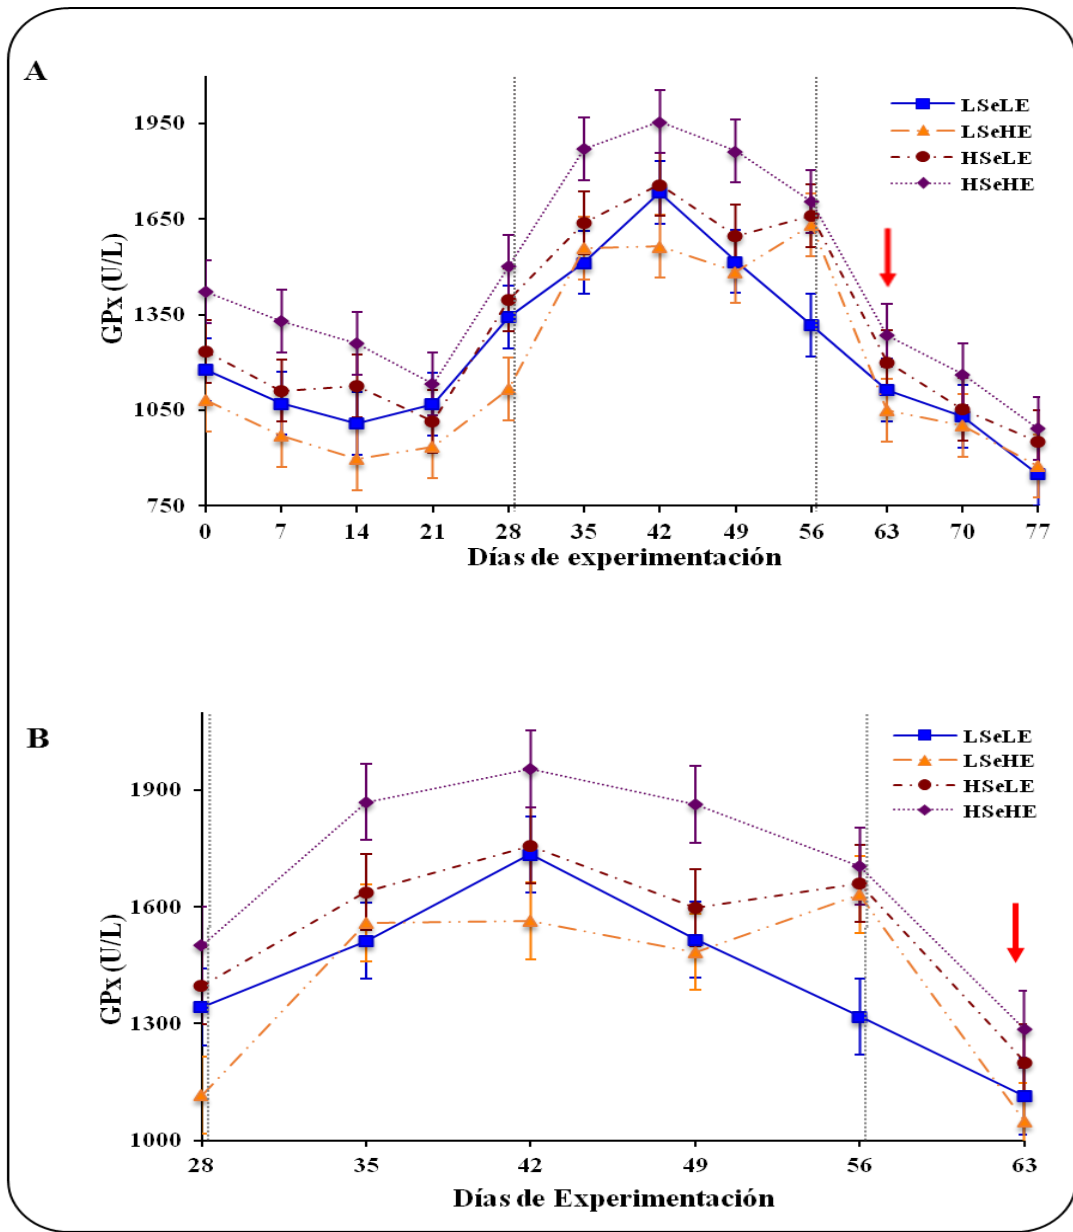 A
LSeLE
LSeHE
HSeLE
HSeHE
GPx (U/L)
1950
1650
1350
1050
750
0 7 14 21 28 35 42 49 56 63 70 77
Días de experimentación
B
LSeLE
LSeHE
HSeLE
HSeHE
GPx (U/L)
1900
1600
1300
1000
28 35 42 49 56 63
Días de Experimentación